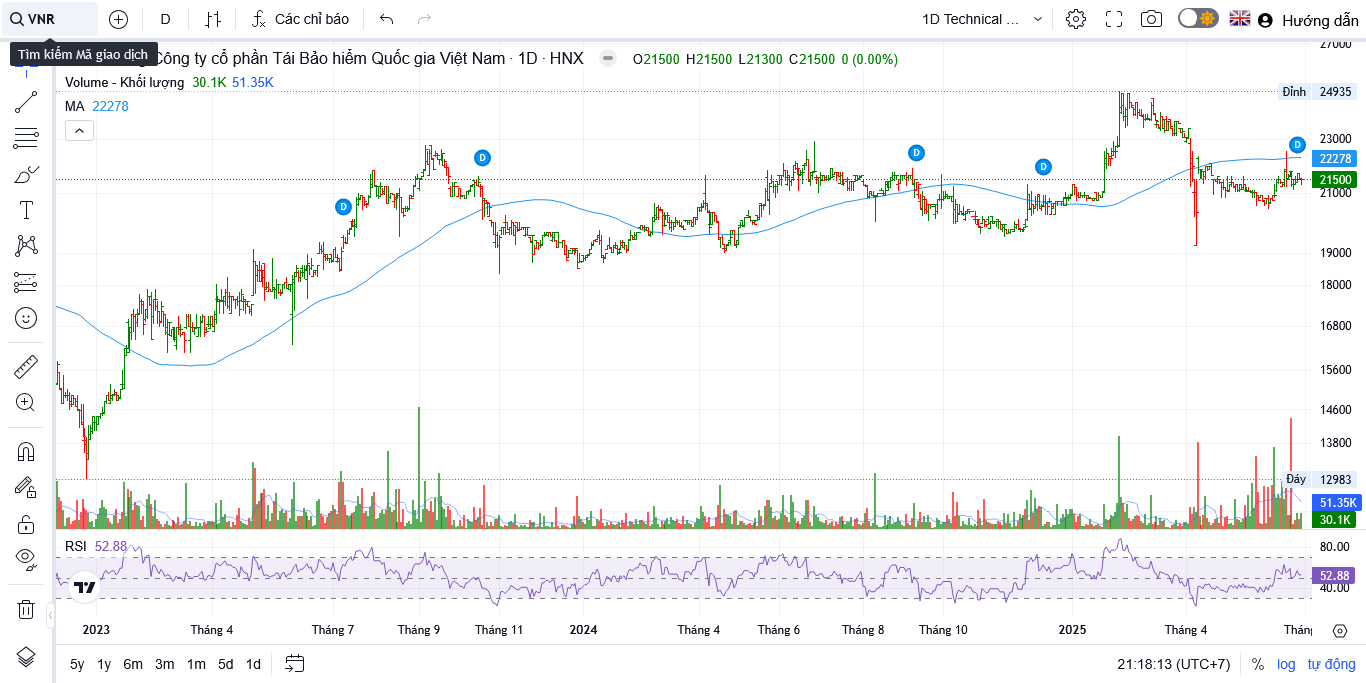 VNR
D
Các chỉ báo
1D Technical ...
Hướng dẫn
Tìm kiếm Mã giao dịch
Công ty cổ phần Tái Bảo hiểm Quốc gia Việt Nam · 1D · HNX
O21500 H21500 L21300 C21500 0 (0.00%)
Volume - Khối lượng 30.1K 51.35K
MA 22278
27000
Đỉnh 24935
23000
22278
21500
21000
19000
18000
16800
15600
14600
13800
Đáy 12983
51.35K
30.1K
D
D
D
D
D
RSI 52.88
80.00
52.88
40.00
2023 Tháng 4 Tháng 7 Tháng 9 Tháng 11 2024 Tháng 4 Tháng 6 Tháng 8 Tháng 10 2025 Tháng 4
5y 1y 6m 3m 1m 5d 1d
21:18:13 (UTC+7) % log tự động